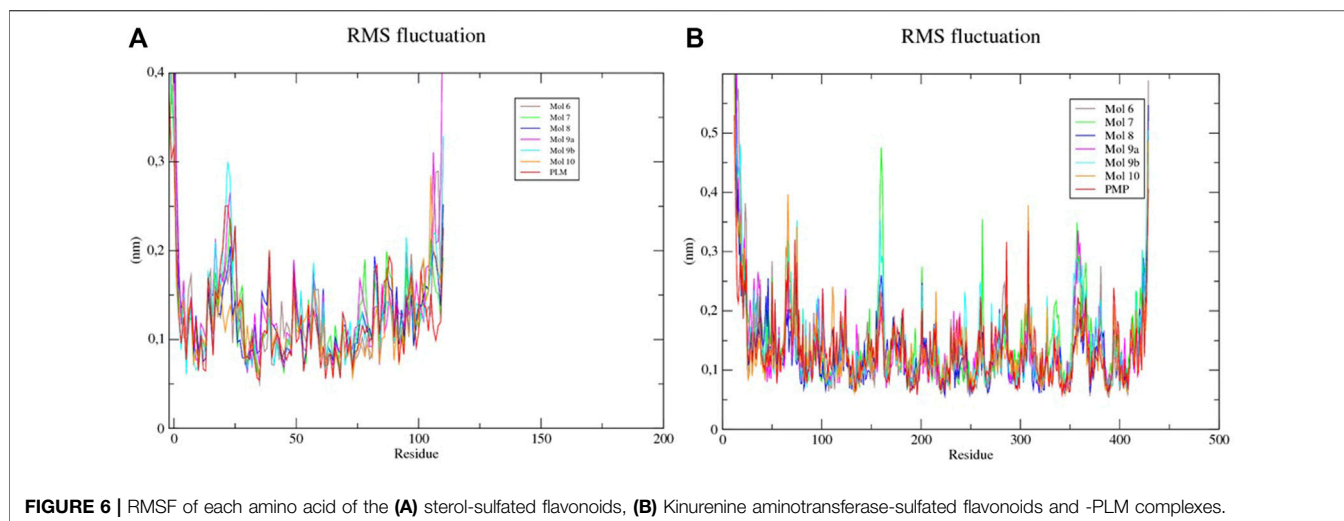 A
RMS fluctuation
0,4
0,3
0,2
0,1
0
(nm)
Mol 6
Mol 7
Mol 8
Mol 9a
Mol 9b
Mol 10
PLM
0
50
100
150
200
Residue
B
RMS fluctuation
0,5
0,4
0,3
0,2
0,1
0
(nm)
Mol 6
Mol 7
Mol 8
Mol 9a
Mol 9b
Mol 10
PMP
0
100
200
300
400
500
Residue
FIGURE 6 | RMSF of each amino acid of the (A) sterol-sulfated flavonoids, (B) Kinurenine aminotransferase-sulfated flavonoids and -PLM complexes.